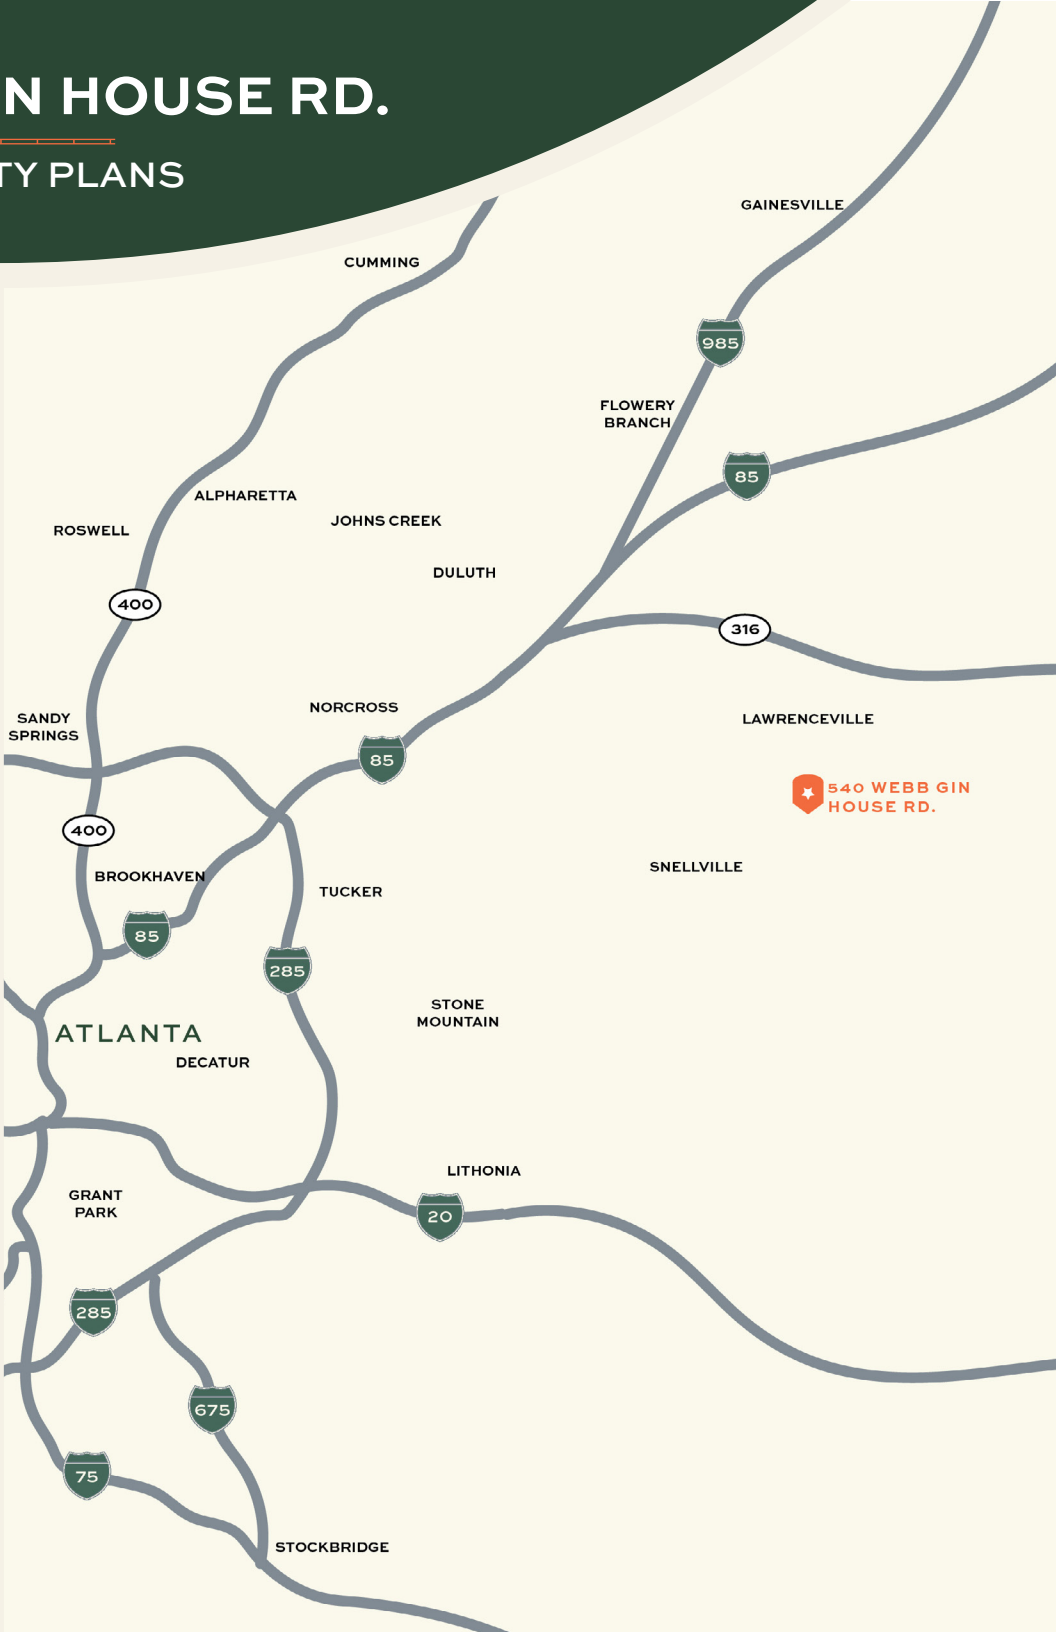 N HOUSE RD.
TY PLANS
GAINESVILLE
CUMMING
985
FLOWERY
BRANCH
85
ALPHARETTA
JOHNS CREEK
ROSWELL
DULUTH
400
316
NORCROSS
SANDY
SPRINGS
LAWRENCEVILLE
85
540 WEBB GIN
HOUSE RD.
400
SNELLVILLE
BROOKHAVEN
TUCKER
85
285
STONE
MOUNTAIN
ATLANTA
DECATUR
LITHONIA
GRANT
PARK
20
285
675
75
STOCKBRIDGE